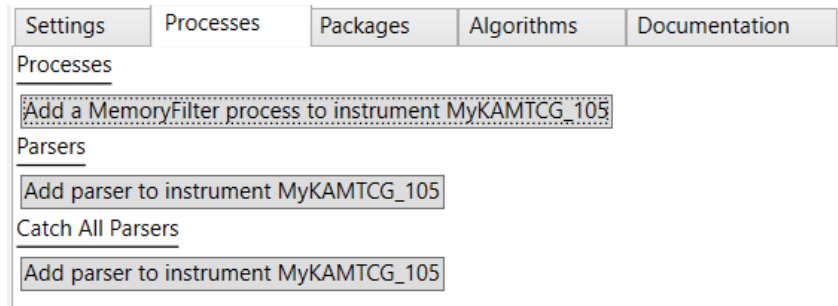 Settings Processes Packages Algorithms Documentation
Processes
Add a MemoryFilter process to instrument MyKAMTCG_105
Parsers
Add parser to instrument MyKAMTCG_105
Catch All Parsers
Add parser to instrument MyKAMTCG_105